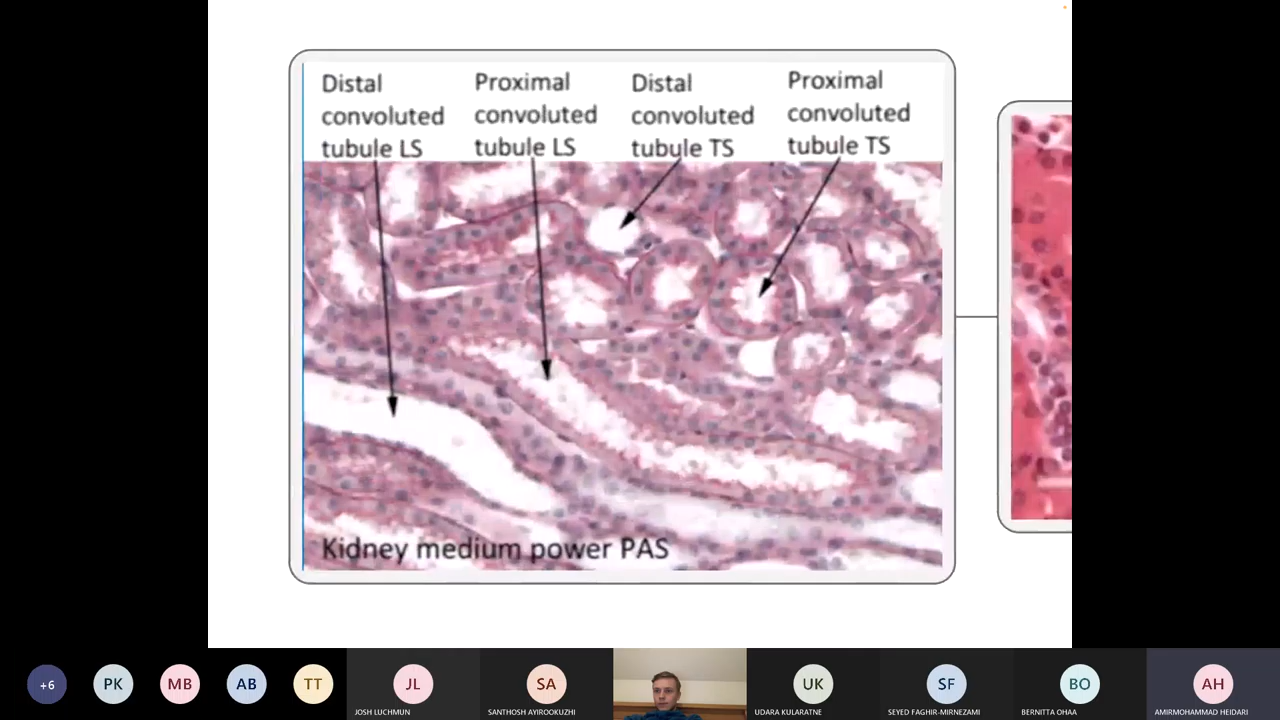 Distal
convoluted
tubule LS
Proximal
convoluted
tubule LS
Distal
convoluted
tubule TS
Proximal
convoluted
tubule TS
Kidney medium power PAS
+6
PK
MB
AB
TT
JL
JOSH LUCHMUN
SA
SANTHOSH AYIROOKUZHI
UK
UDARA KULARATNE
SF
SEYED FAGHIR-MIRNEZAMI
BO
BERNITTA OHAA
AH
AMIRMOHAMMAD HEIDARI